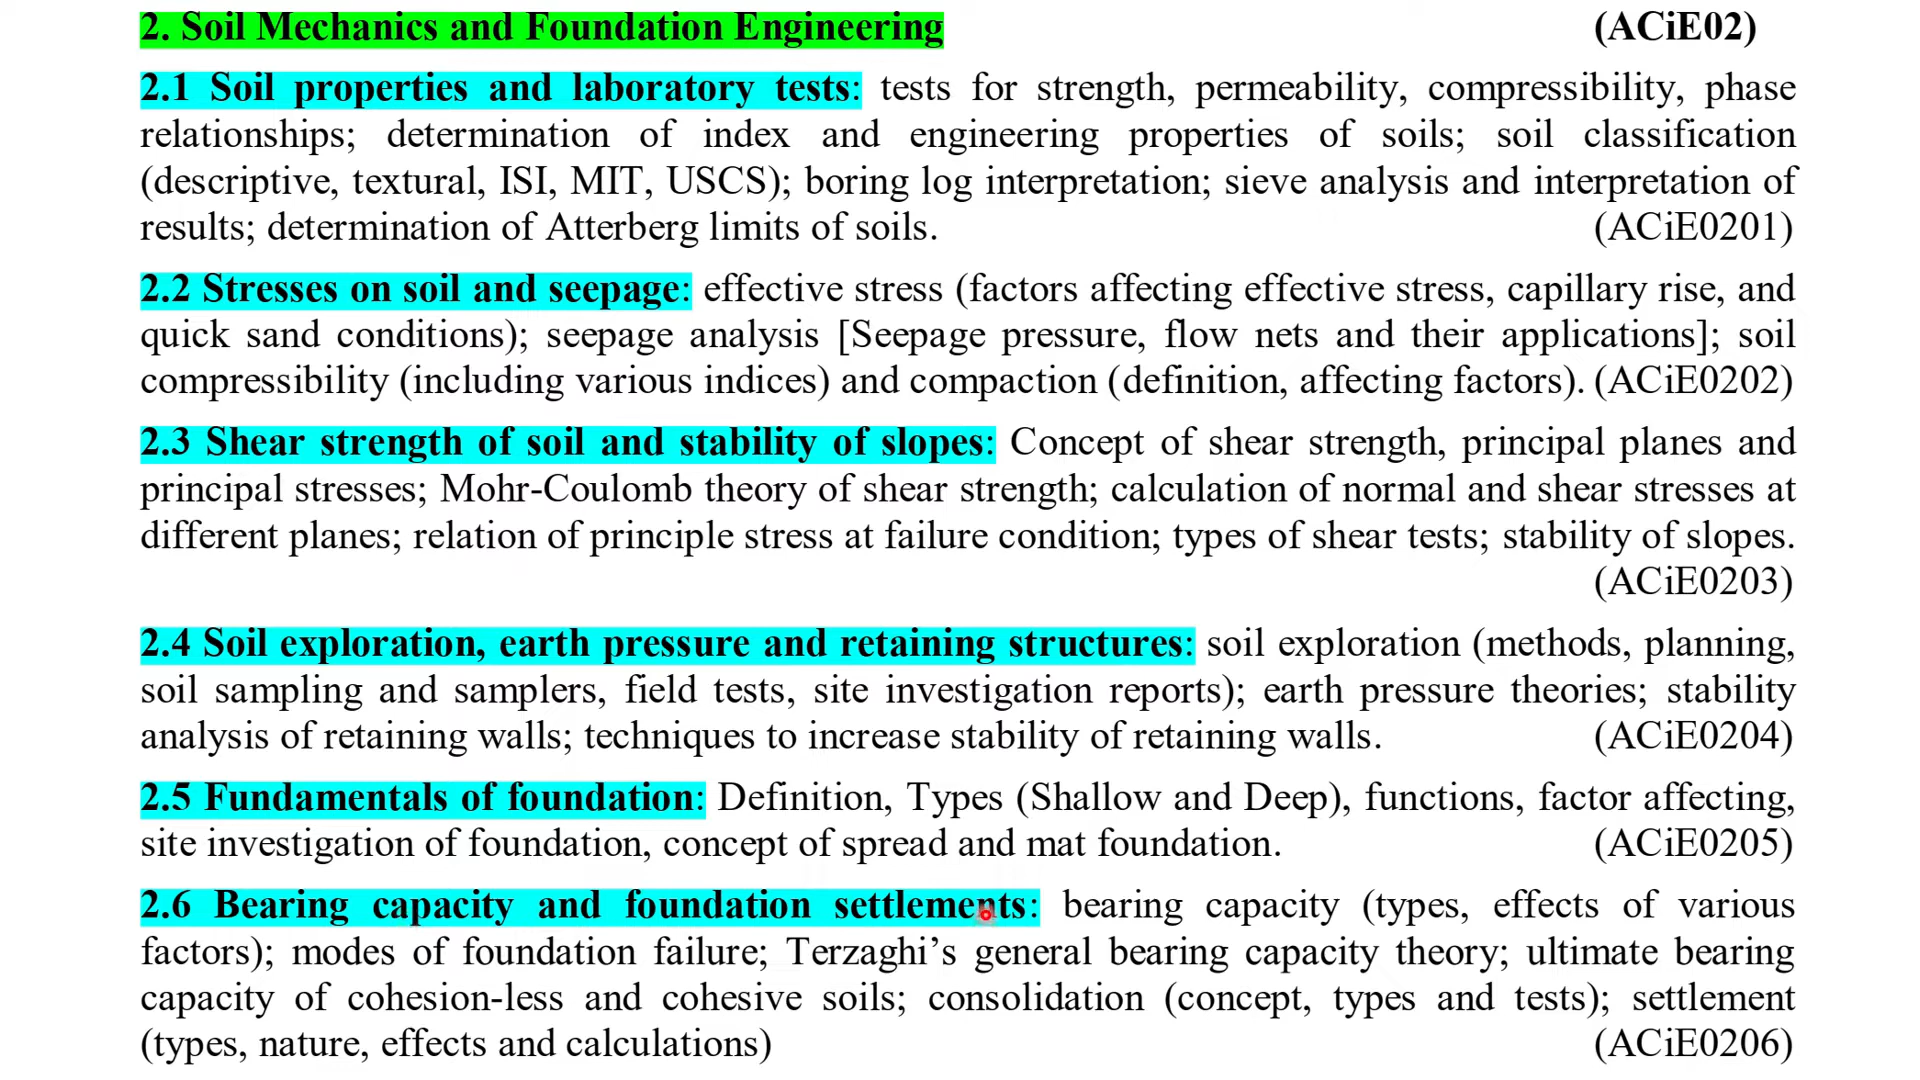 2. Soil Mechanics and Foundation Engineering (ACiE02)
2.1 Soil properties and laboratory tests: tests for strength, permeability, compressibility, phase
relationships; determination of index and engineering properties of soils; soil classification
(descriptive, textural, ISI, MIT, USCS); boring log interpretation; sieve analysis and interpretation of
results; determination of Atterberg limits of soils. (ACiE0201)
2.2 Stresses on soil and seepage: effective stress (factors affecting effective stress, capillary rise, and
quick sand conditions); seepage analysis [Seepage pressure, flow nets and their applications]; soil
compressibility (including various indices) and compaction (definition, affecting factors). (ACiE0202)
2.3 Shear strength of soil and stability of slopes: Concept of shear strength, principal planes and
principal stresses; Mohr-Coulomb theory of shear strength; calculation of normal and shear stresses at
different planes; relation of principle stress at failure condition; types of shear tests; stability of slopes.
(ACiE0203)
2.4 Soil exploration, earth pressure and retaining structures: soil exploration (methods, planning,
soil sampling and samplers, field tests, site investigation reports); earth pressure theories; stability
analysis of retaining walls; techniques to increase stability of retaining walls. (ACiE0204)
2.5 Fundamentals of foundation: Definition, Types (Shallow and Deep), functions, factor affecting,
site investigation of foundation, concept of spread and mat foundation. (ACiE0205)
2.6 Bearing capacity and foundation settlements: bearing capacity (types, effects of various
factors); modes of foundation failure; Terzaghi’s general bearing capacity theory; ultimate bearing
capacity of cohesion-less and cohesive soils; consolidation (concept, types and tests); settlement
(types, nature, effects and calculations) (ACiE0206)